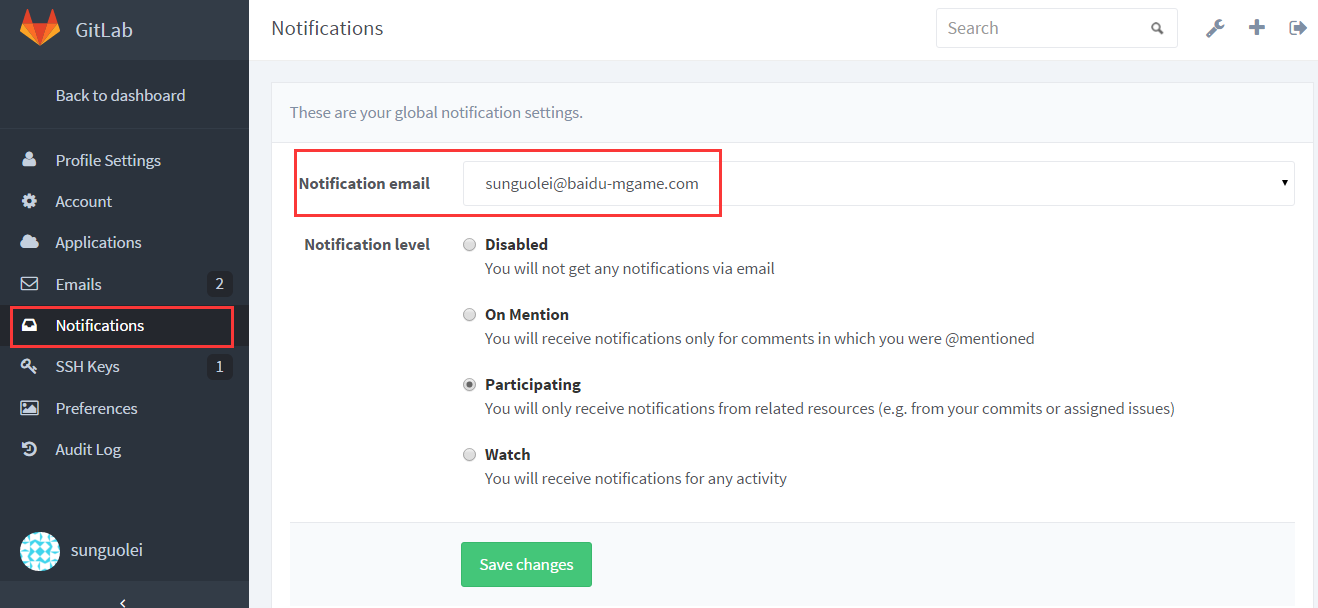 GitLab
Notifications
Search
Back to dashboard
Profile Settings
Account
Applications
Emails 2
Notifications
SSH Keys 1
Preferences
Audit Log
sunguolei
These are your global notification settings.
Notification email sunguolei@baidu-mgame.com
Notification level
Disabled
You will not get any notifications via email
On Mention
You will receive notifications only for comments in which you were @mentioned
Participating
You will only receive notifications from related resources (e.g. from your commits or assigned issues)
Watch
You will receive notifications for any activity
Save changes